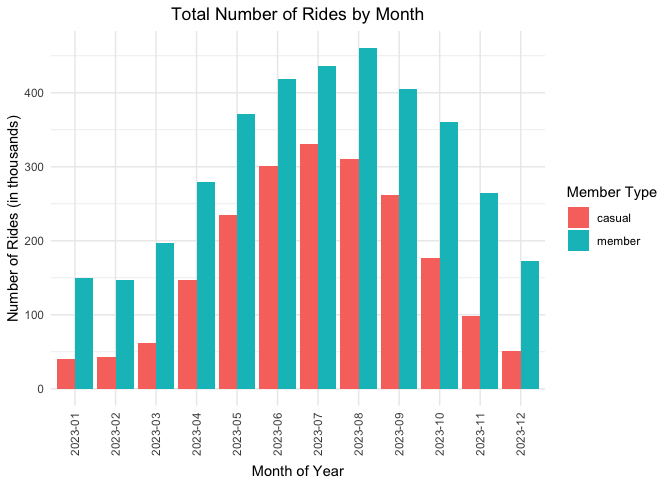 Total Number of Rides by Month
Number of Rides (in thousands)
400
300
200
100
0
2023-01
2023-02
2023-03
2023-04
2023-05
2023-06
2023-07
2023-08
2023-09
2023-10
2023-11
2023-12
Month of Year
Member Type
casual
member